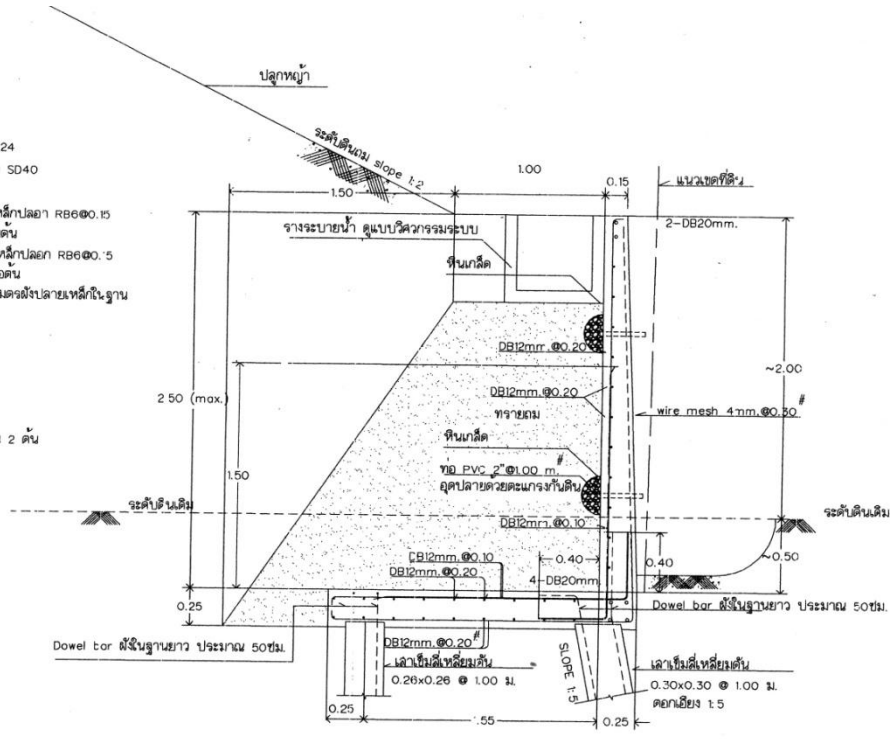 ปลูกหญ้า
24
SD40
ระดับดินถม slope 1:2
1.50
1.00
0.15
แนวเขตที่ดิน
เหล็กปลอก RB6@0.15
ต้น
รางระบายน้ำ ดูแบบวิศวกรรมระบบ
2-DB20mm.
เหล็กปลอก RB6@0.15
หินเกล็ด
เมตรฝังปลายเหล็กในฐาน
DB12mm.@0.20
~2.00
DB12mm.@0.20
2.50 (max.)
ทรายถม
wire mesh 4mm.@0.30 #
2 ต้น
หินเกล็ด
1.50
ท่อ PVC 2"@1.00 m. #
อุดปลายด้วยตะแกรงกันดิน
ระดับดินเดิม
DB12mm.@0.10
ระดับดินเดิม
DB12mm.@0.10
0.40
0.40
~0.50
DB12mm.@0.20
4-DB20mm.
0.25
Dowel bar ฝังในฐานยาว ประมาณ 50ซม.
Dowel bar ฝังในฐานยาว ประมาณ 50ซม.
DB12mm.@0.20 #
เสาเข็มสี่เหลี่ยมตัน
0.26x0.26 @ 1.00 ม.
SLOPE 1:5
เสาเข็มสี่เหลี่ยมตัน
0.30x0.30 @ 1.00 ม.
ตอกเอียง 1:5
0.25
.55
0.25